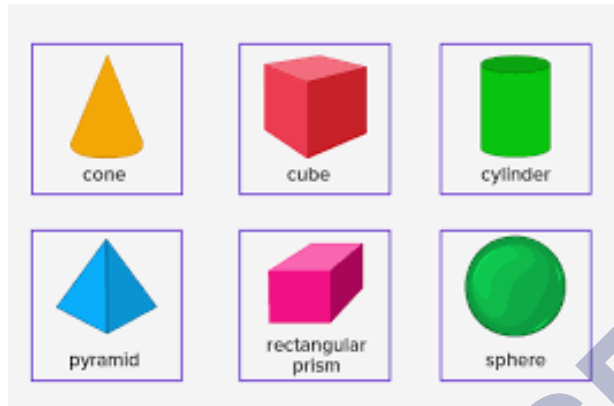 cone
cube
cylinder
pyramid
rectangular
prism
sphere